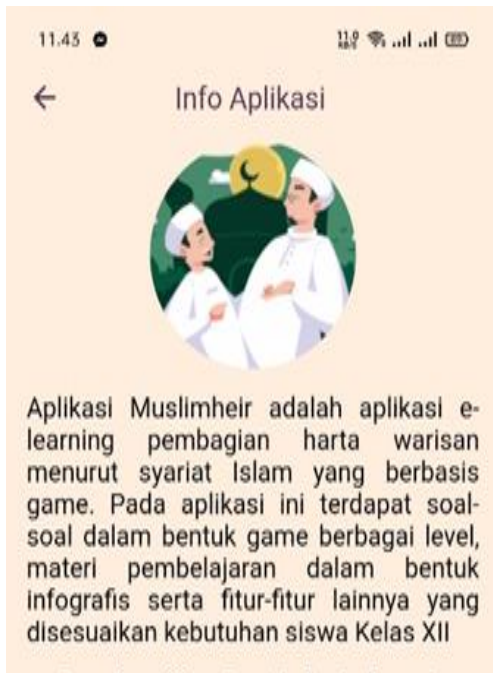 11.43
Info Aplikasi
Aplikasi Muslimheir adalah aplikasi e-
learning pembagian harta warisan
menurut syariat Islam yang berbasis
game. Pada aplikasi ini terdapat soal-
soal dalam bentuk game berbagai level,
materi pembelajaran dalam bentuk
infografis serta fitur-fitur lainnya yang
disesuaikan kebutuhan siswa Kelas XII